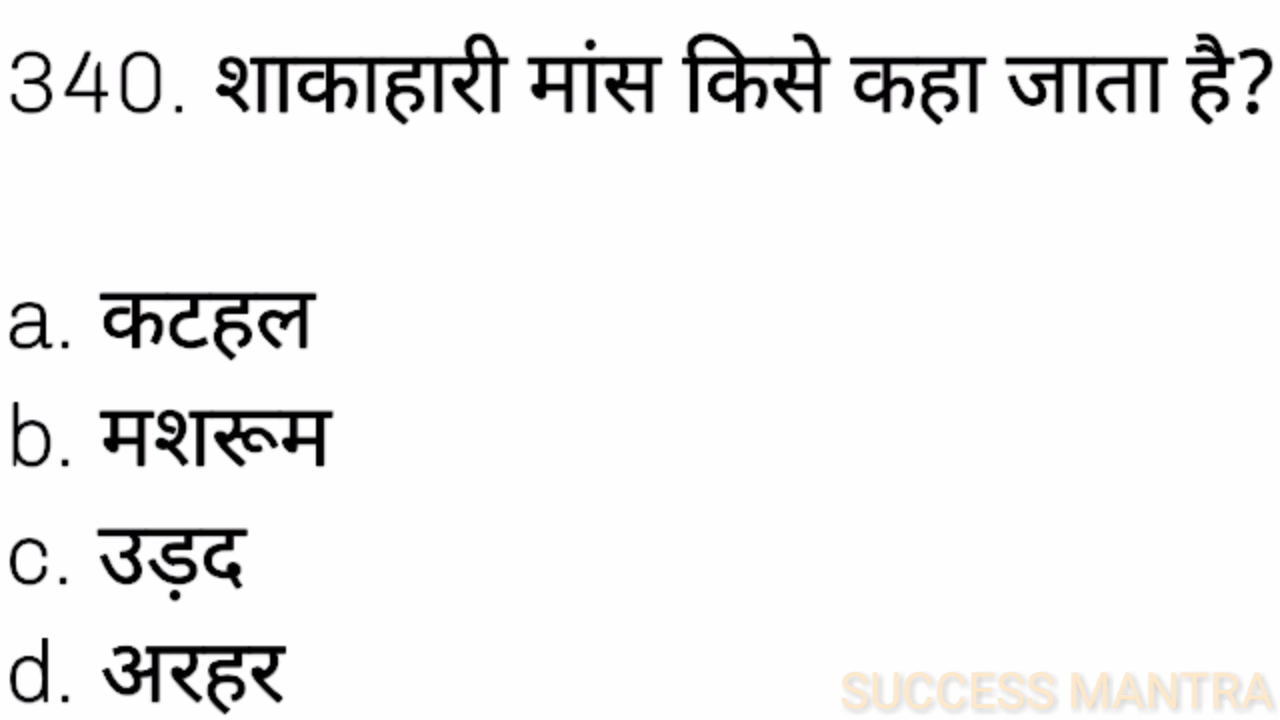 340. शाकाहारी मांस किसे कहा जाता है?
a. कटहल
b. मशरूम
c. उड़द
d. अरहर
SUCCESS MANTRA